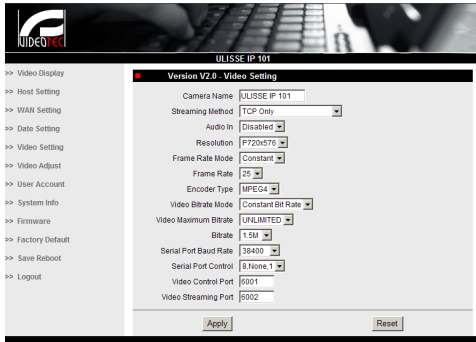 VIDEOTEC
ULISSE IP 101
>> Video Display
>> Host Setting
>> WAN Setting
>> Date Setting
>> Video Setting
>> Video Adjust
>> User Account
>> System Info
>> Firmware
>> Factory Default
>> Save Reboot
>> Logout
Version V2.0 - Video Setting
Camera Name ULISSE IP 101
Streaming Method TCP Only
Audio In Disabled
Resolution P720x576
Frame Rate Mode Constant
Frame Rate 25
Encoder Type MPEG4
Video Bitrate Mode Constant Bit Rate
Video Maximum Bitrate UNLIMITED
Bitrate 1.5M
Serial Port Baud Rate 38400
Serial Port Control 8,None,1
Video Control Port 6001
Video Streaming Port 6002
Apply Reset